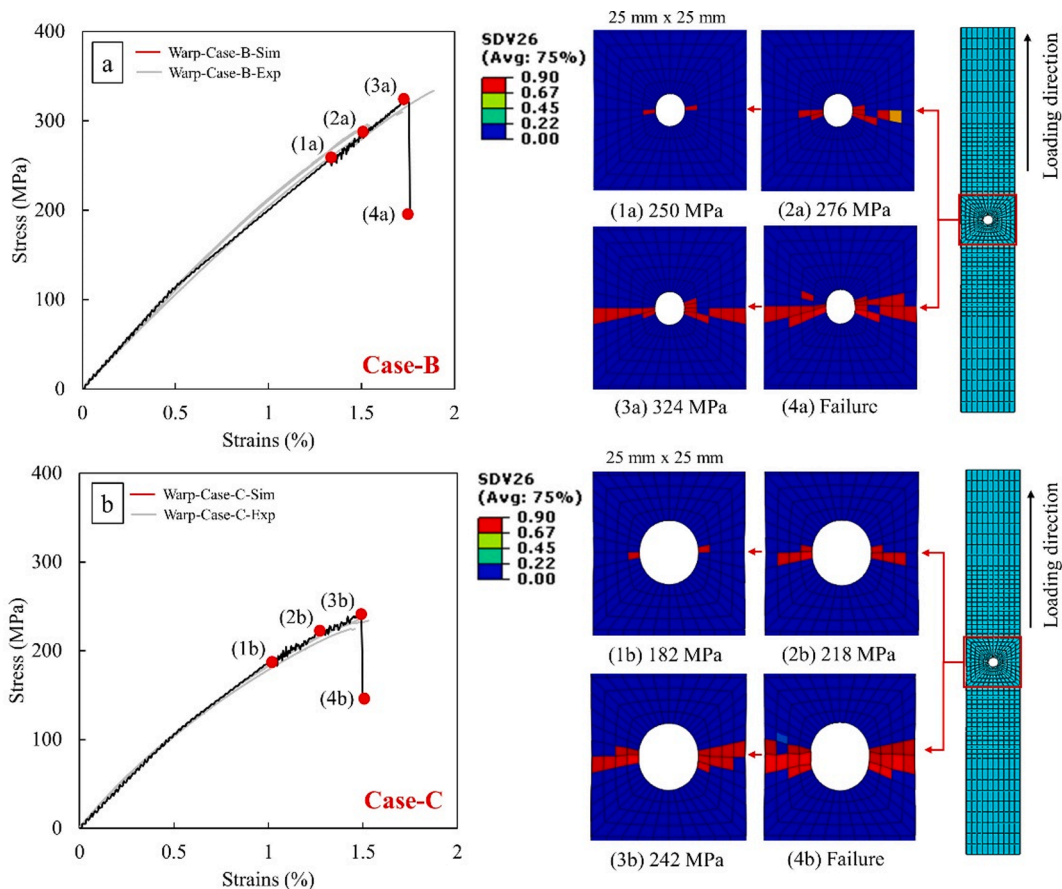 400
a
Warp-Case-B-Sim
Warp-Case-B-Exp
300
200
100
0
0
0.5
1
1.5
2
Stress (MPa)
Strains (%)
(1a)
(2a)
(3a)
(4a)
Case-B
SDV26
(Avg: 75%)
0.90
0.67
0.45
0.22
0.00
25 mm x 25 mm
(1a) 250 MPa
(2a) 276 MPa
(3a) 324 MPa
(4a) Failure
Loading direction
400
b
Warp-Case-C-Sim
Warp-Case-C-Exp
300
200
100
0
0
0.5
1
1.5
2
Stress (MPa)
Strains (%)
(1b)
(2b)
(3b)
(4b)
Case-C
SDV26
(Avg: 75%)
0.90
0.67
0.45
0.22
0.00
25 mm x 25 mm
(1b) 182 MPa
(2b) 218 MPa
(3b) 242 MPa
(4b) Failure
Loading direction